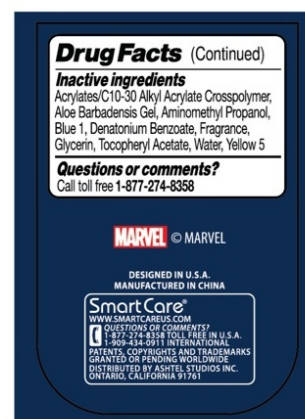 Drug Facts (Continued)
Inactive ingredients
Acrylates/C10-30 Alkyl Acrylate Crosspolymer,
Aloe Barbadensis Gel, Aminomethyl Propanol,
Blue 1, Denatonium Benzoate, Fragrance,
Glycerin, Tocopheryl Acetate, Water, Yellow 5
Questions or comments?
Call toll free 1-877-274-8358
MARVEL © MARVEL
DESIGNED IN U.S.A.
MANUFACTURED IN CHINA
SmartCare®
WWW.SMARTCAREUS.COM
QUESTIONS OR COMMENTS?
1-877-274-8358 TOLL FREE IN U.S.A.
1-909-434-0911 INTERNATIONAL
PATENTS, COPYRIGHTS AND TRADEMARKS
GRANTED OR PENDING WORLDWIDE
DISTRIBUTED BY ASHTEL STUDIOS INC.
ONTARIO, CALIFORNIA 91761